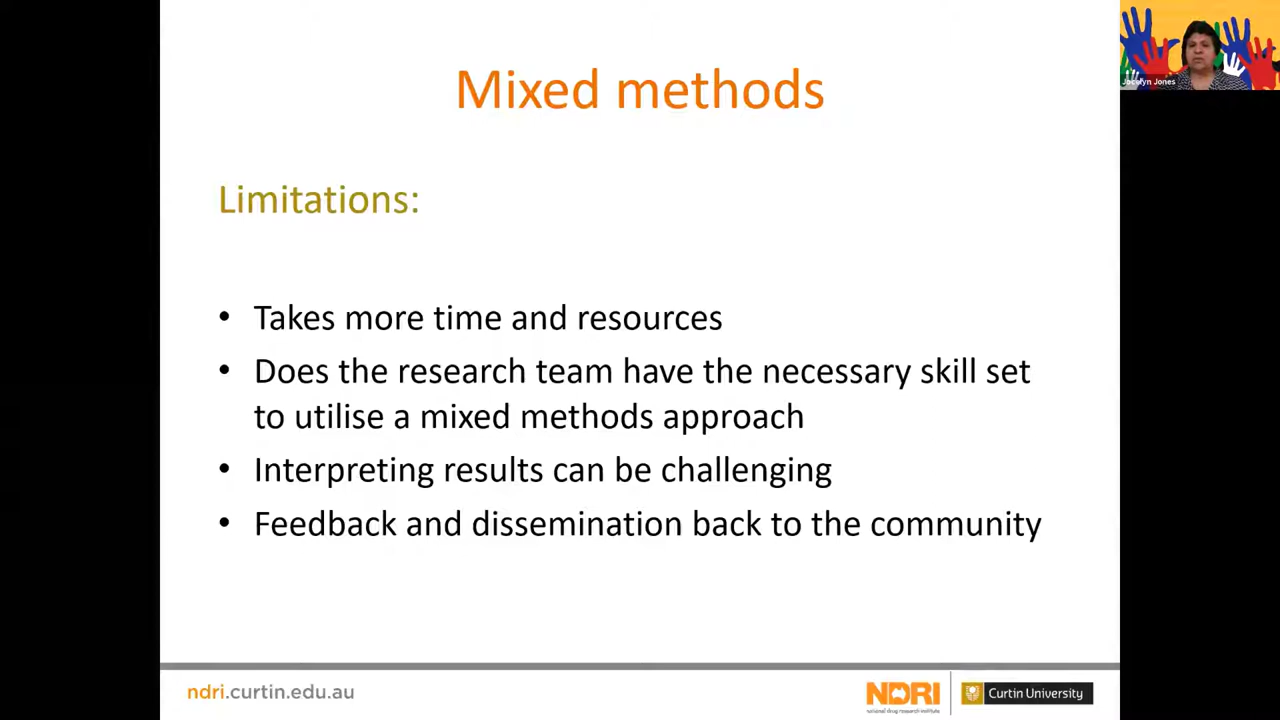 Mixed methods
Jocelyn Jones
Limitations:
• Takes more time and resources
• Does the research team have the necessary skill set
to utilise a mixed methods approach
• Interpreting results can be challenging
• Feedback and dissemination back to the community
ndri.curtin.edu.au
NDRI
national drug research institute
Curtin University